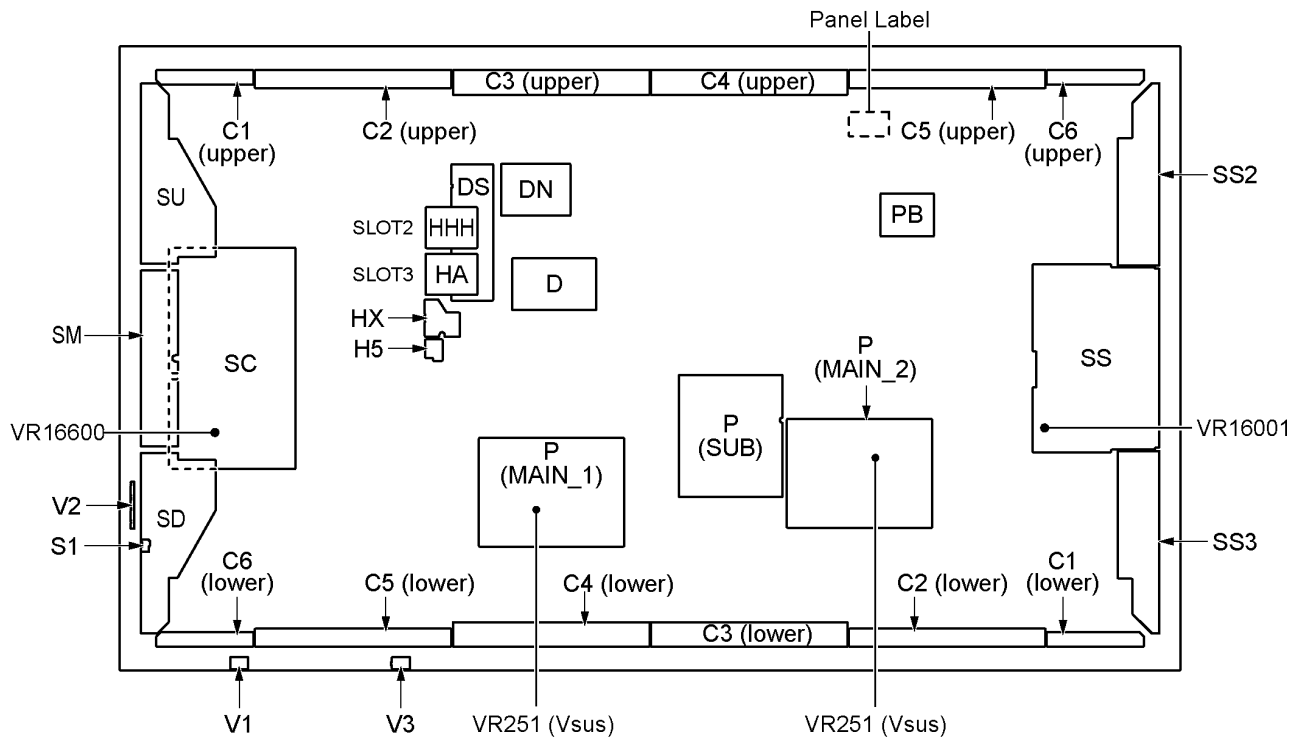 Panel Label
C3 (upper)
C4 (upper)
C1
(upper)
C2 (upper)
C5 (upper)
C6
(upper)
SU
DS
DN
SS2
SLOT2
HHH
PB
SLOT3
HA
D
HX
SM
H5
SC
P
(MAIN_2)
SS
VR16600
P
(SUB)
VR16001
P
(MAIN_1)
V2
SD
S1
SS3
C6
(lower)
C5 (lower)
C4 (lower)
C2 (lower)
C1
(lower)
C3 (lower)
V1
V3
VR251 (Vsus)
VR251 (Vsus)